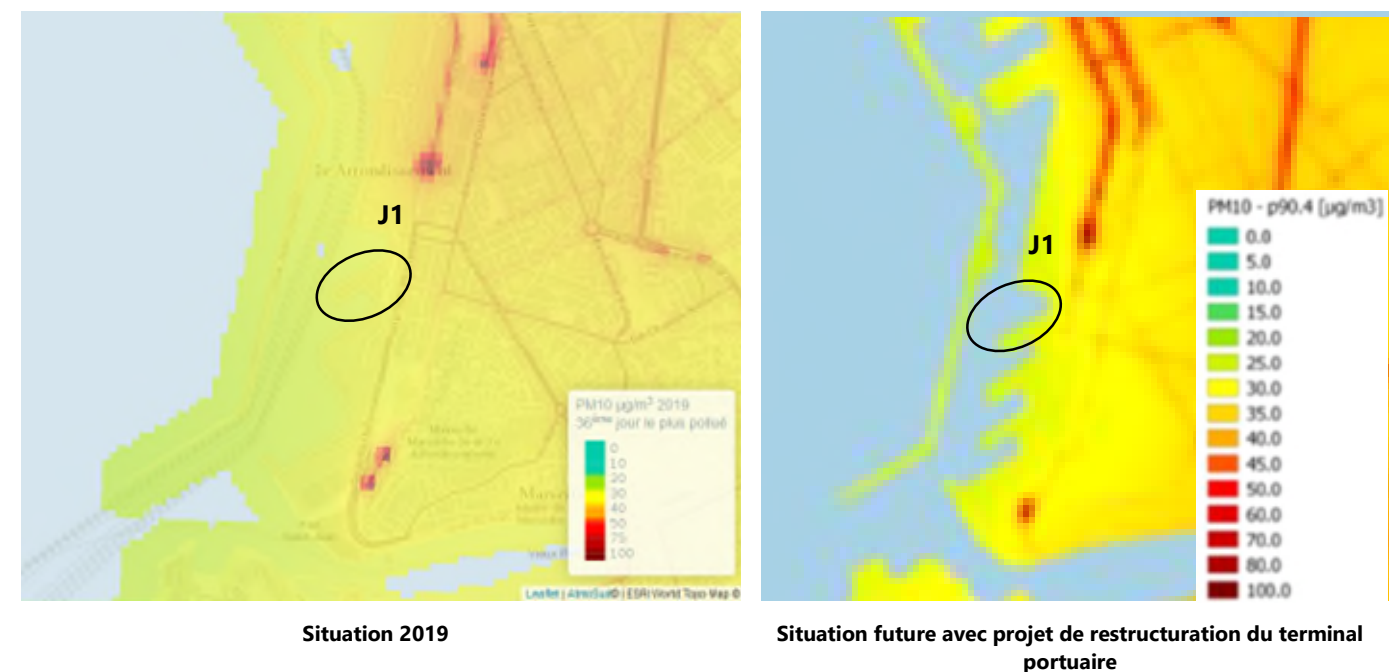 2e Arrondissement
J1
PM10 µg/m³ 2019
36ième jour le plus pollué
0
10
20
30
40
50
75
100
Leaflet | AtmoSud© | ESRI World Topo Map ©
Situation 2019
J1
PM10 - p90.4 [µg/m3]
0.0
5.0
10.0
15.0
20.0
25.0
30.0
35.0
40.0
45.0
50.0
60.0
70.0
80.0
100.0
Situation future avec projet de restructuration du terminal
portuaire